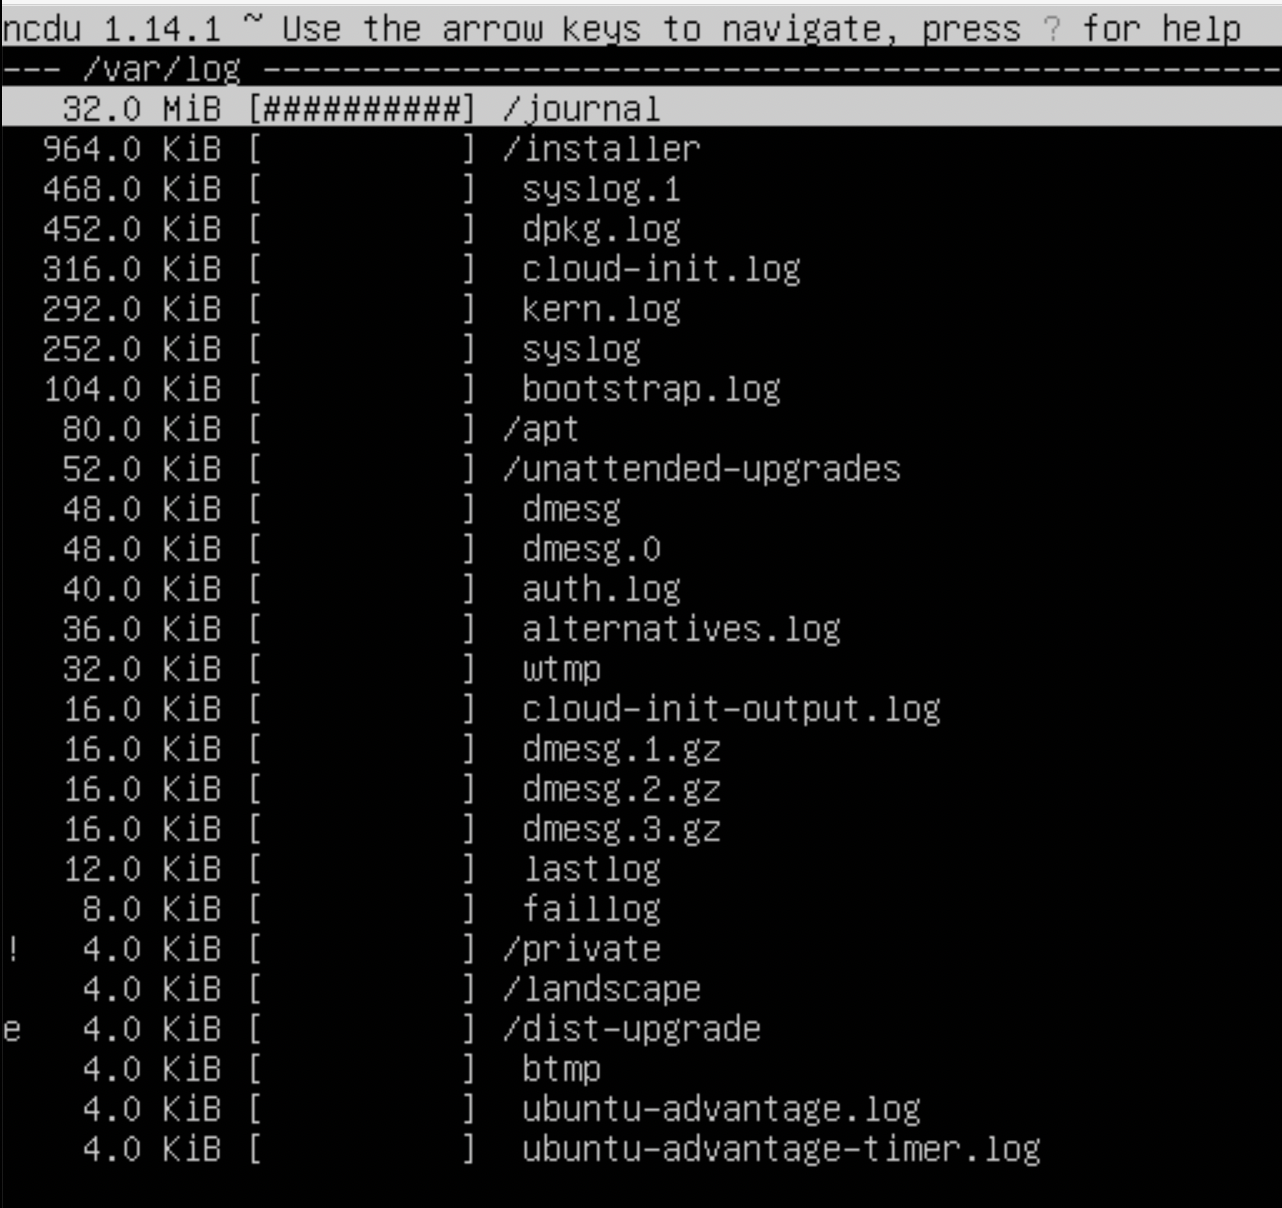 ncdu 1.14.1 ~ Use the arrow keys to navigate, press ? for help
--- /var/log ---------------------------------------------------
   32.0 MiB [##########] /journal
  964.0 KiB [          ] /installer
  468.0 KiB [          ]  syslog.1
  452.0 KiB [          ]  dpkg.log
  316.0 KiB [          ]  cloud-init.log
  292.0 KiB [          ]  kern.log
  252.0 KiB [          ]  syslog
  104.0 KiB [          ]  bootstrap.log
   80.0 KiB [          ] /apt
   52.0 KiB [          ] /unattended-upgrades
   48.0 KiB [          ]  dmesg
   48.0 KiB [          ]  dmesg.0
   40.0 KiB [          ]  auth.log
   36.0 KiB [          ]  alternatives.log
   32.0 KiB [          ]  wtmp
   16.0 KiB [          ]  cloud-init-output.log
   16.0 KiB [          ]  dmesg.1.gz
   16.0 KiB [          ]  dmesg.2.gz
   16.0 KiB [          ]  dmesg.3.gz
   12.0 KiB [          ]  lastlog
    8.0 KiB [          ]  faillog
!   4.0 KiB [          ] /private
    4.0 KiB [          ] /landscape
e   4.0 KiB [          ] /dist-upgrade
    4.0 KiB [          ]  btmp
    4.0 KiB [          ]  ubuntu-advantage.log
    4.0 KiB [          ]  ubuntu-advantage-timer.log